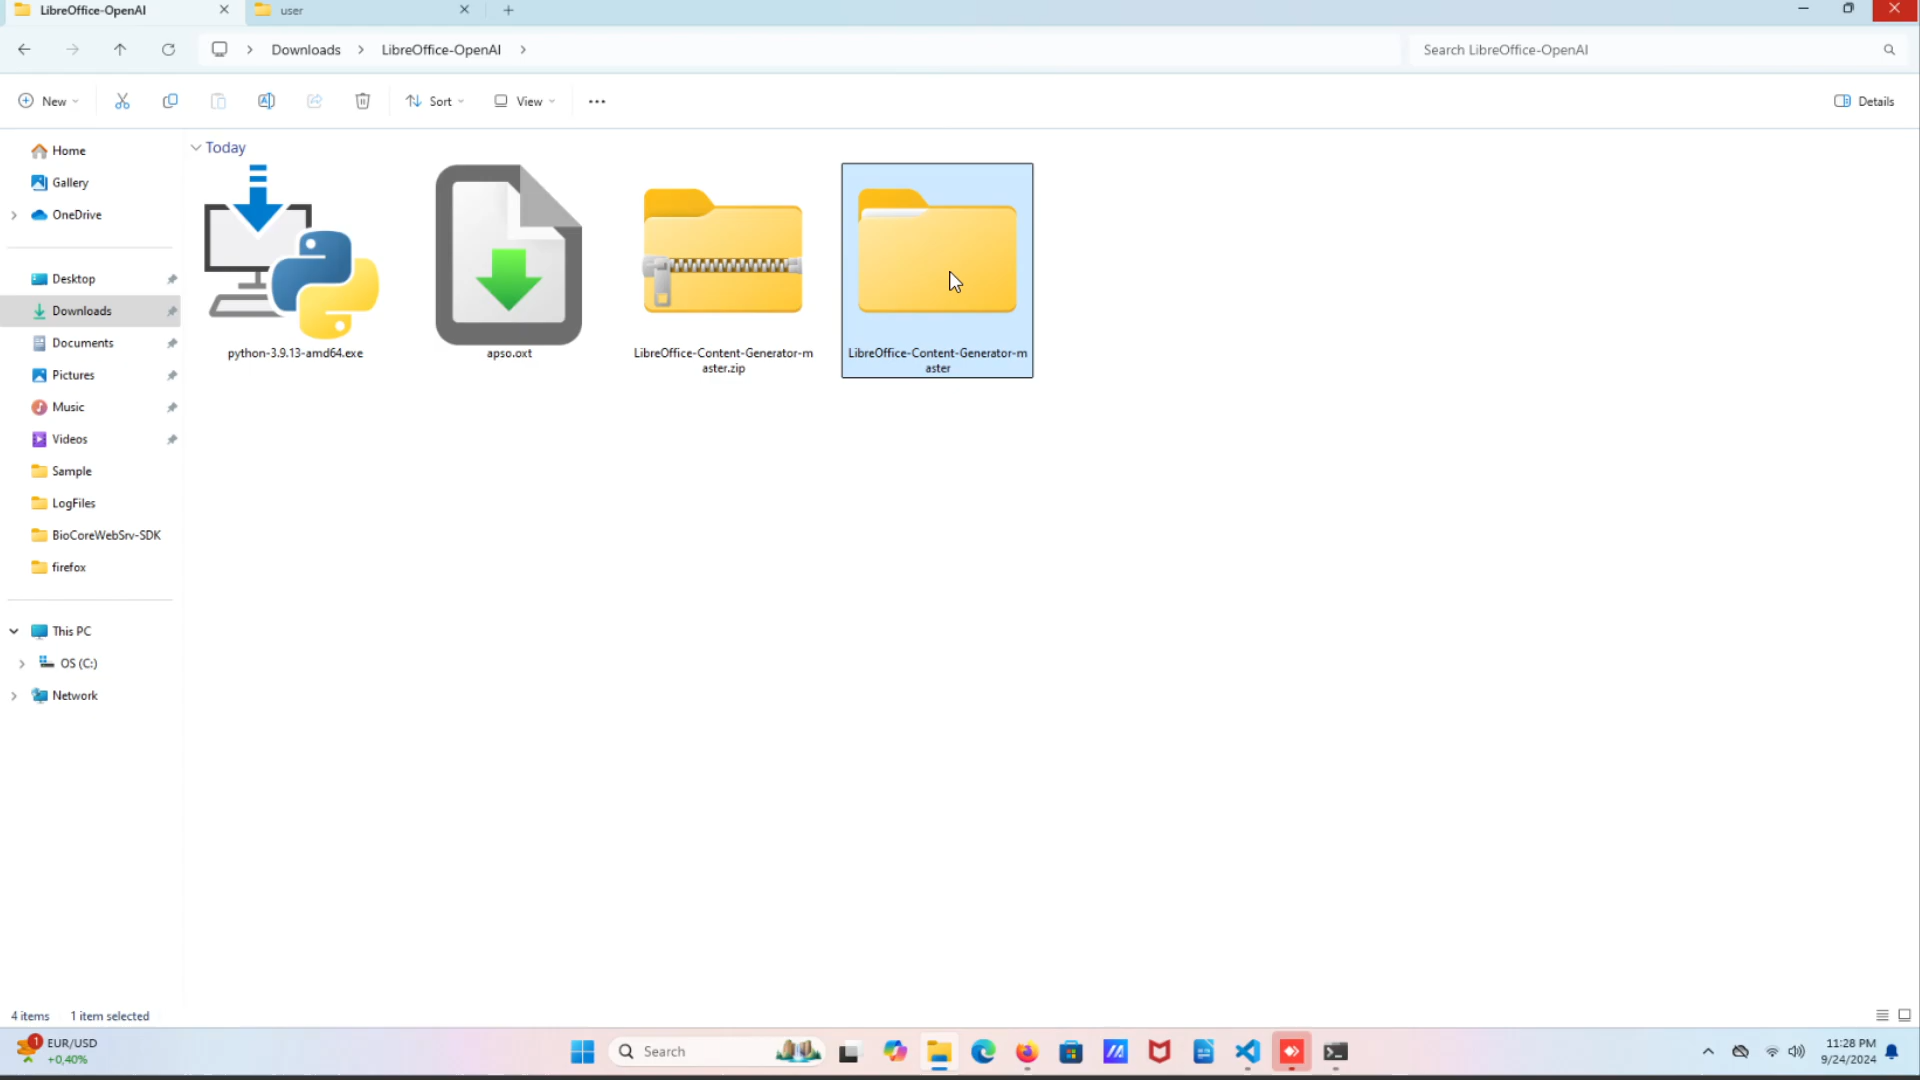 LibreOffice-OpenAI
user
Downloads
LibreOffice-OpenAI
Search LibreOffice-OpenAI
New
Sort
View
Details
Home
Gallery
OneDrive
Desktop
Downloads
Documents
Pictures
Music
Videos
Sample
LogFiles
BioCoreWebSrv-SDK
firefox
This PC
OS (C:)
Network
Today
python-3.9.13-amd64.exe
apso.oxt
LibreOffice-Content-Generator-m
aster.zip
LibreOffice-Content-Generator-m
aster
4 items
1 item selected
1
EUR/USD
+0,40%
Search
11:28 PM
9/24/2024